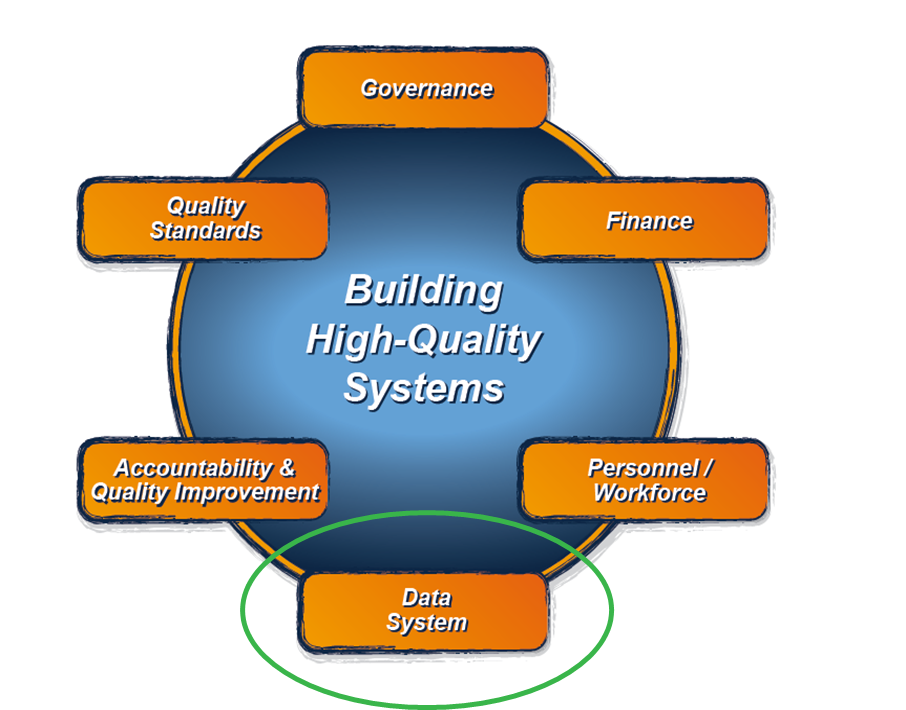 Governance
Quality
Standards
Finance
Building
High-Quality
Systems
Accountability &
Quality Improvement
Personnel /
Workforce
Data
System